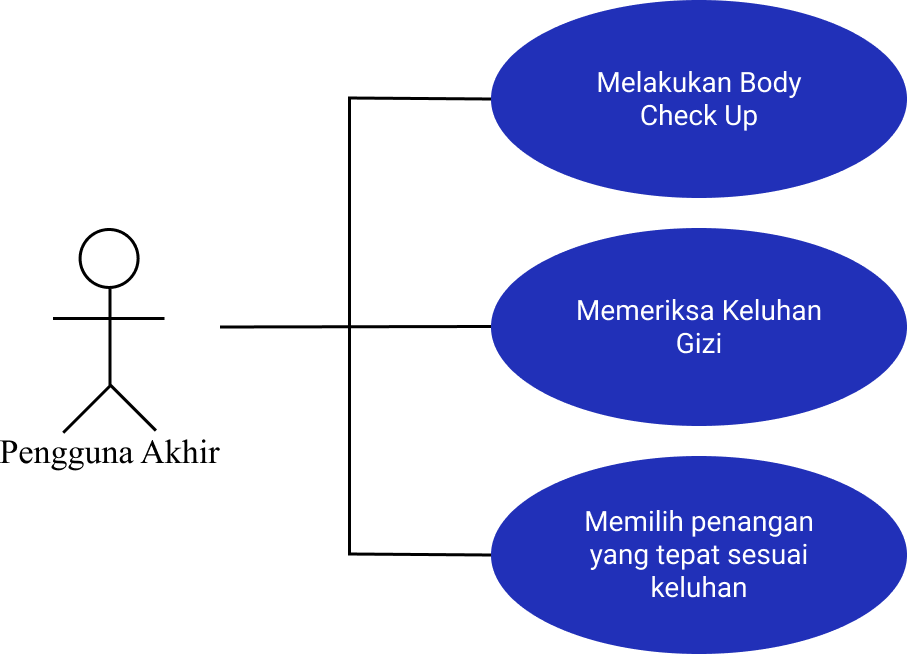 Melakukan Body
Check Up
Memeriksa Keluhan
Gizi
Pengguna Akhir
Memilih penangan
yang tepat sesuai
keluhan